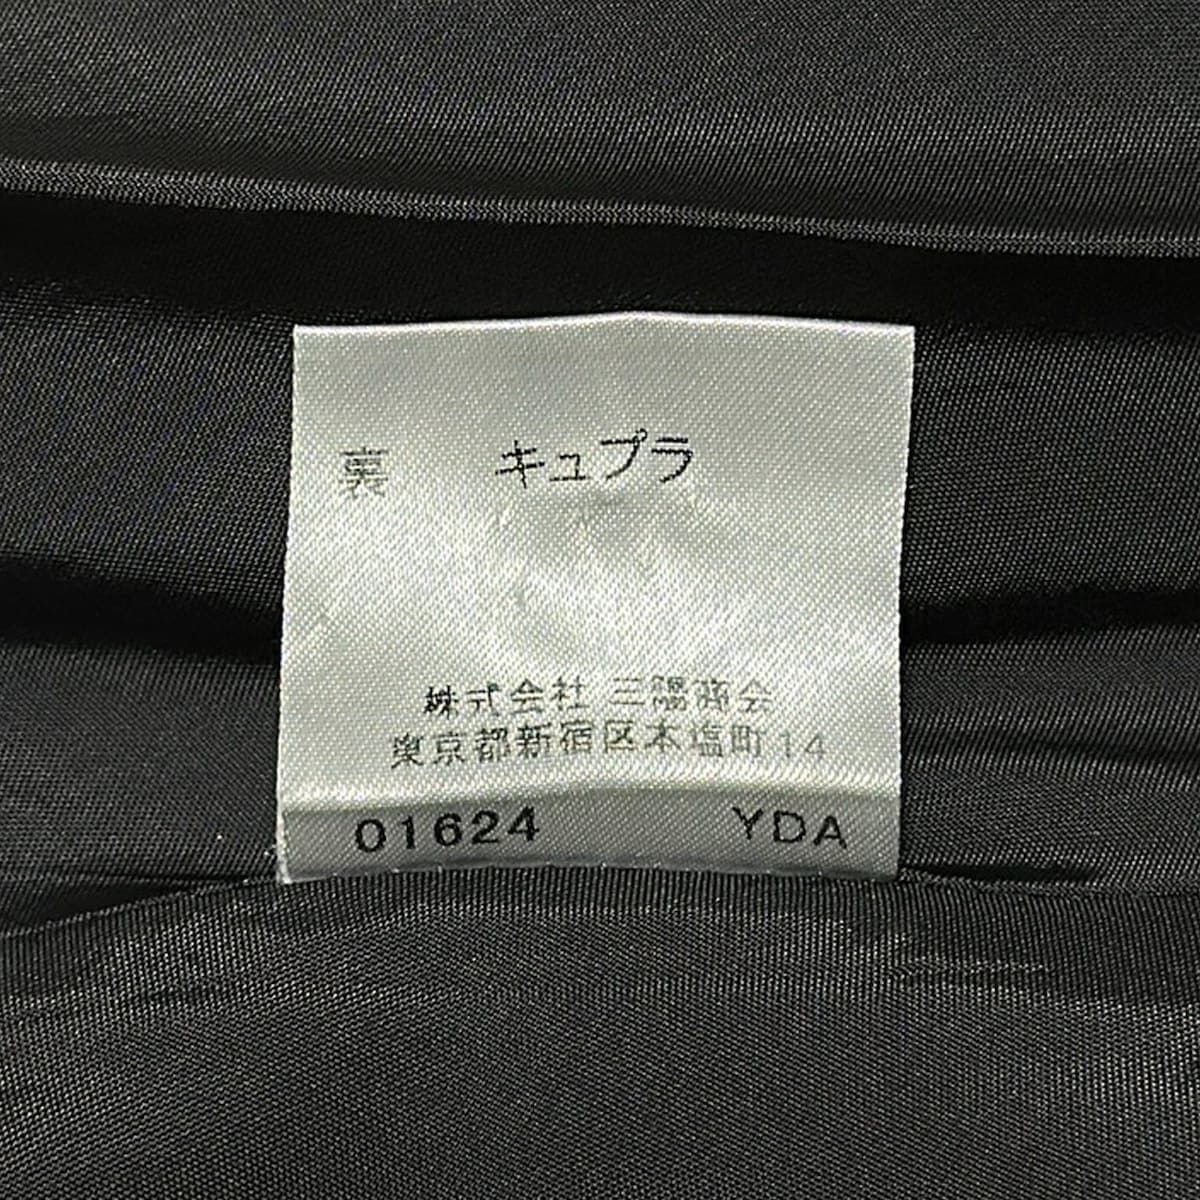 裏 キュプラ
株式会社 三陽商会
東京都新宿区本塩町14
01624 YDA